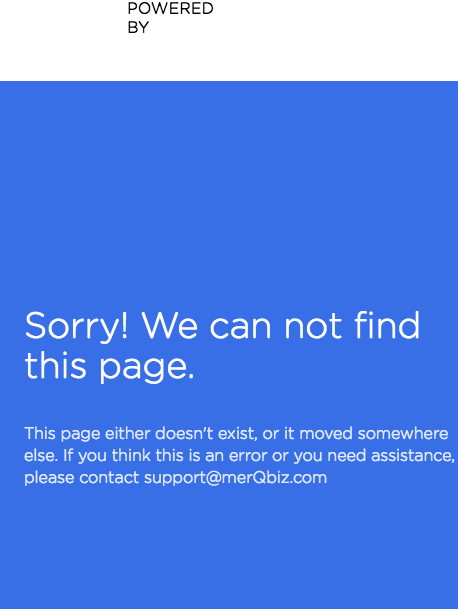 POWERED
BY
Sorry! We can not find
this page.
This page either doesn't exist, or it moved somewhere
else. If you think this is an error or you need assistance,
please contact support@merQbiz.com